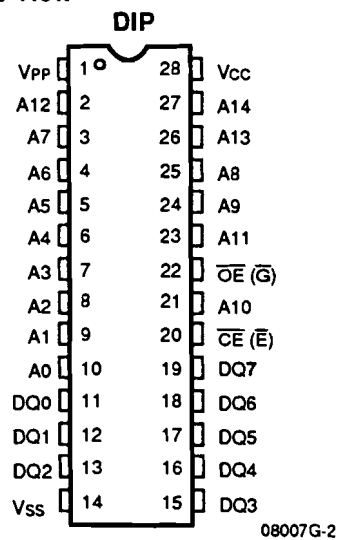 DIP
VPP 1 28 VCC
A12 2 27 A14
A7 3 26 A13
A6 4 25 A8
A5 5 24 A9
A4 6 23 A11
A3 7 22 O̅E̅ (G̅)
A2 8 21 A10
A1 9 20 C̅E̅ (E̅)
A0 10 19 DQ7
DQ0 11 18 DQ6
DQ1 12 17 DQ5
DQ2 13 16 DQ4
VSS 14 15 DQ3
08007G-2